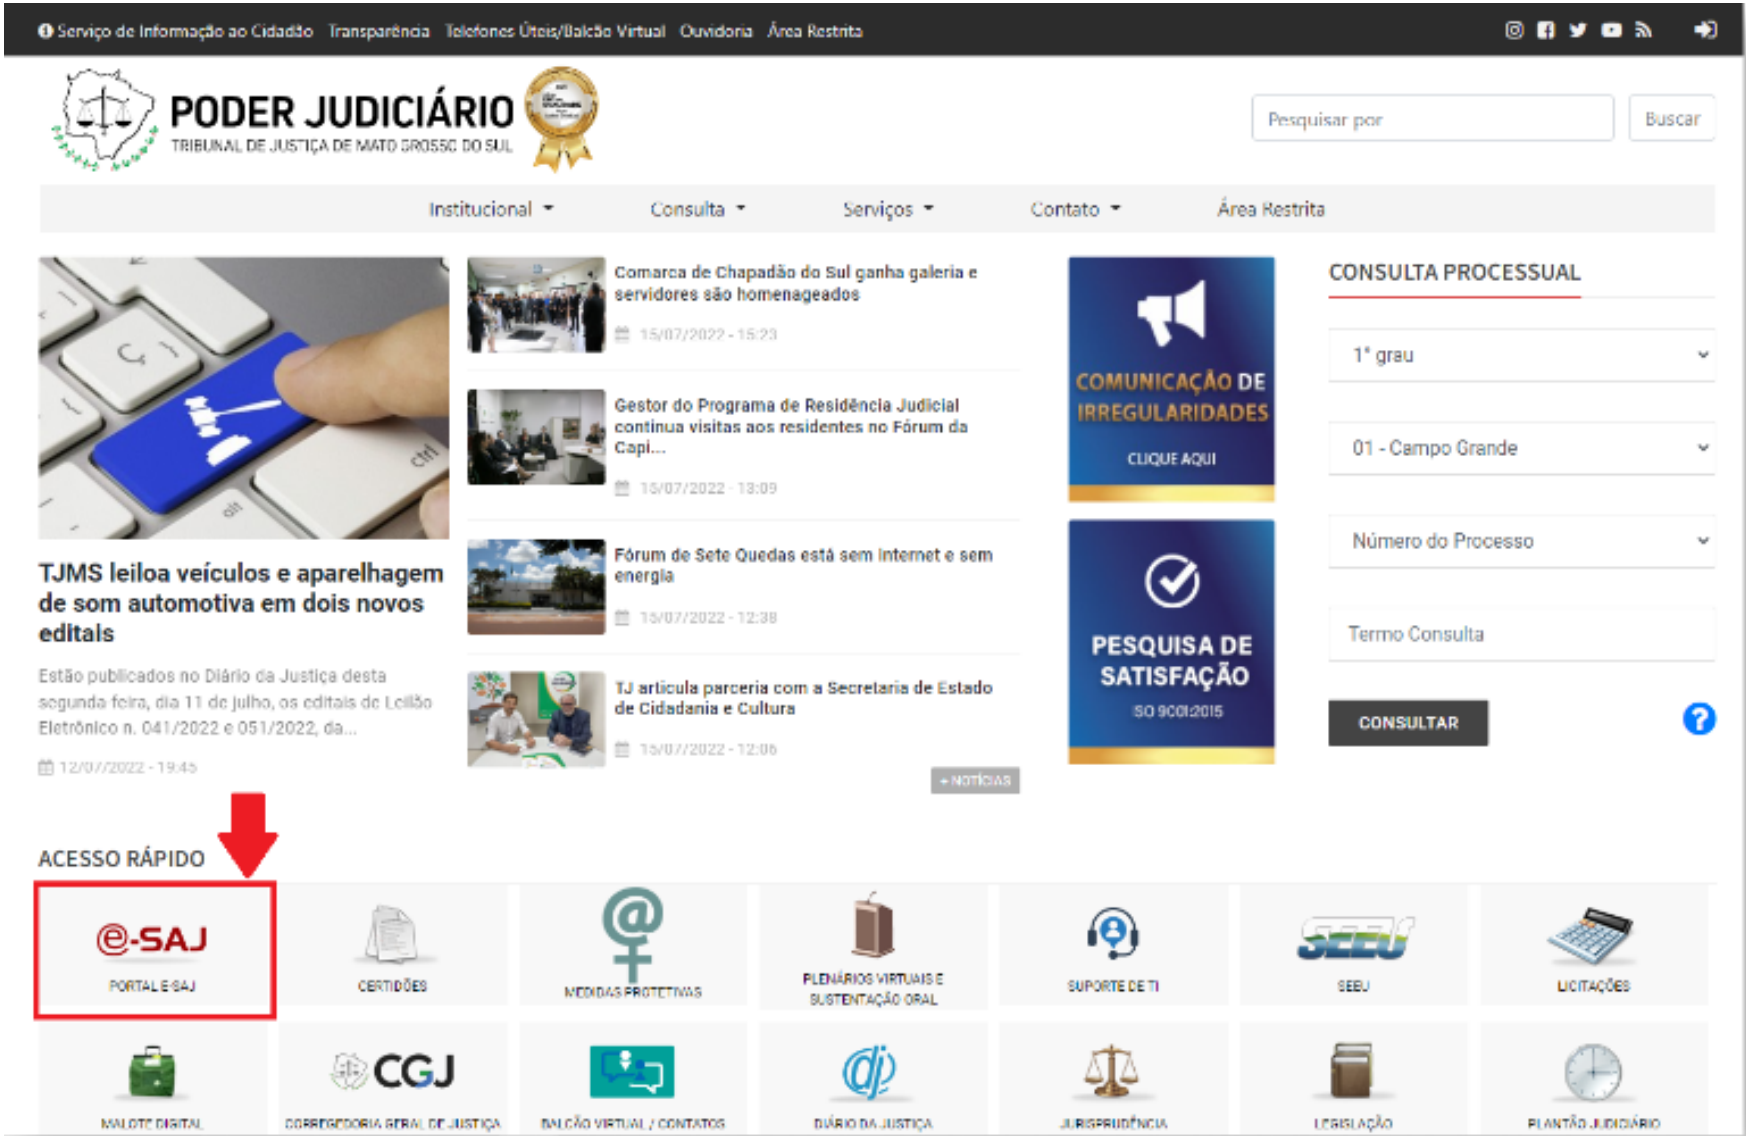 Serviço de Informação ao Cidadão Transparência Telefones Úteis/Balcão Virtual Ouvidoria Área Restrita
PODER JUDICIÁRIO
TRIBUNAL DE JUSTIÇA DE MATO GROSSO DO SUL
Pesquisar por
Buscar
Institucional Consulta Serviços Contato Área Restrita
TJMS leiloa veículos e aparelhagem
de som automotiva em dois novos
editais
Estão publicados no Diário da Justiça desta
segunda-feira, dia 11 de julho, os editais de Leilão
Eletrônico n. 041/2022 e 051/2022, da...
12/07/2022 - 19:45
ctrl
alt
Comarca de Chapadão do Sul ganha galeria e
servidores são homenageados
15/07/2022 - 15:23
Gestor do Programa de Residência Judicial
continua visitas aos residentes no Fórum da
Capi...
15/07/2022 - 13:09
Fórum de Sete Quedas está sem internet e sem
energia
15/07/2022 - 12:38
TJ articula parceria com a Secretaria de Estado
de Cidadania e Cultura
15/07/2022 - 12:06
+ NOTÍCIAS
COMUNICAÇÃO DE
IRREGULARIDADES
CLIQUE AQUI
PESQUISA DE
SATISFAÇÃO
ISO 9001:2015
CONSULTA PROCESSUAL
1° grau
01 - Campo Grande
Número do Processo
Termo Consulta
CONSULTAR
?
ACESSO RÁPIDO
e-SAJ
PORTAL E-SAJ
CERTIDÕES
MEDIDAS PROTETIVAS
PLENÁRIOS VIRTUAIS E
SUSTENTAÇÃO ORAL
SUPORTE DE TI
SEEU
SEEU
LICITAÇÕES
MALOTE DIGITAL
CGJ
CORREGEDORIA GERAL DE JUSTIÇA
BALCÃO VIRTUAL / CONTATOS
dj
DIÁRIO DA JUSTIÇA
JURISPRUDÊNCIA
LEGISLAÇÃO
PLANTÃO JUDICIÁRIO